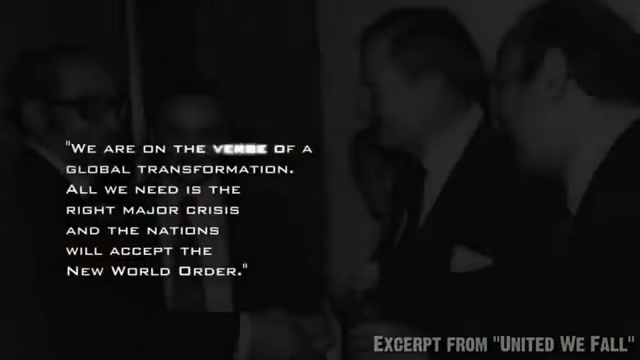 "We are on the verge of a
global transformation.
All we need is the
right major crisis
and the nations
will accept the
New World Order."
Excerpt from "United We Fall"